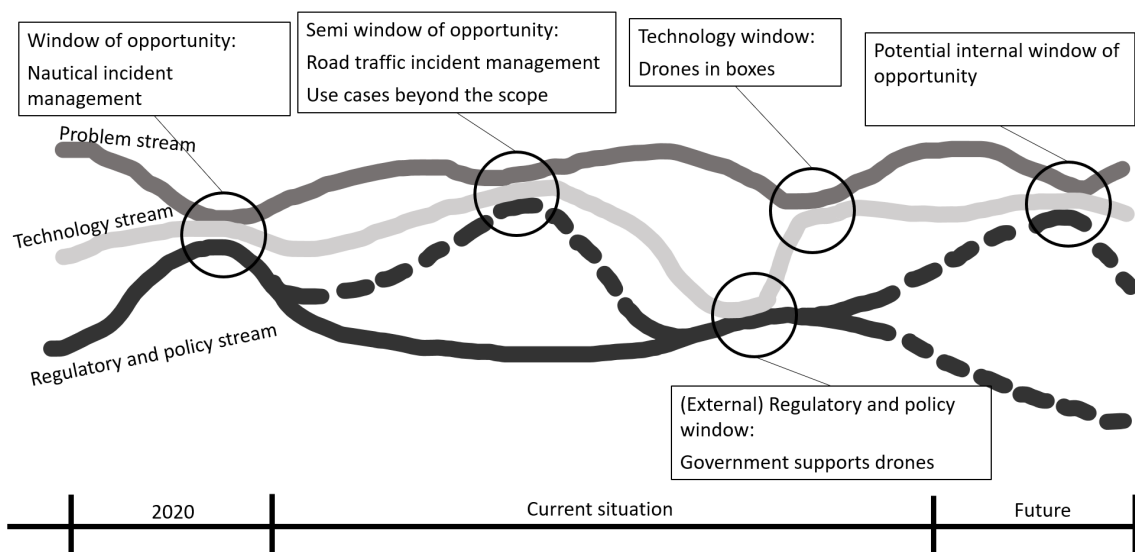 Window of opportunity:
Nautical incident
management
Semi window of opportunity:
Road traffic incident management
Use cases beyond the scope
Technology window:
Drones in boxes
Potential internal window of
opportunity
Problem stream
Technology stream
Regulatory and policy stream
(External) Regulatory and policy
window:
Government supports drones
2020
Current situation
Future